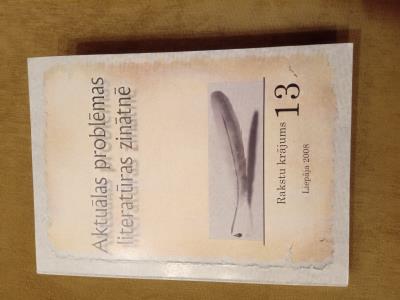 Aktuālas problēmas
literatūras zinātnē
Rakstu krājums
13
Liepāja 2008